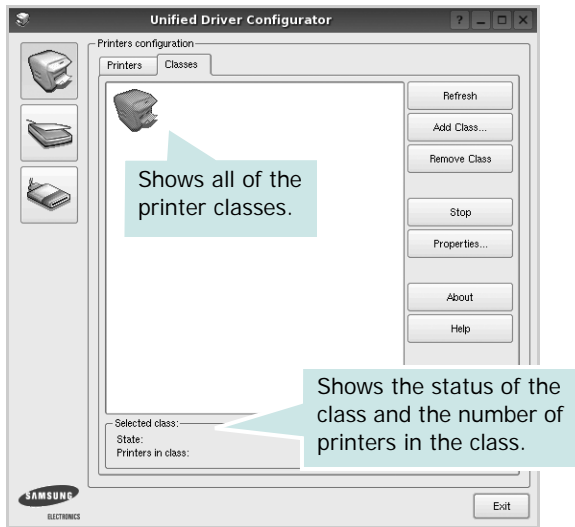 Unified Driver Configurator
Printers configuration
Printers
Classes
Refresh
Add Class...
Remove Class
Shows all of the
printer classes.
Stop
Properties...
About
Help
Shows the status of the
class and the number of
printers in the class.
Selected class:
State:
Printers in class:
SAMSUNG
ELECTRONICS
Exit